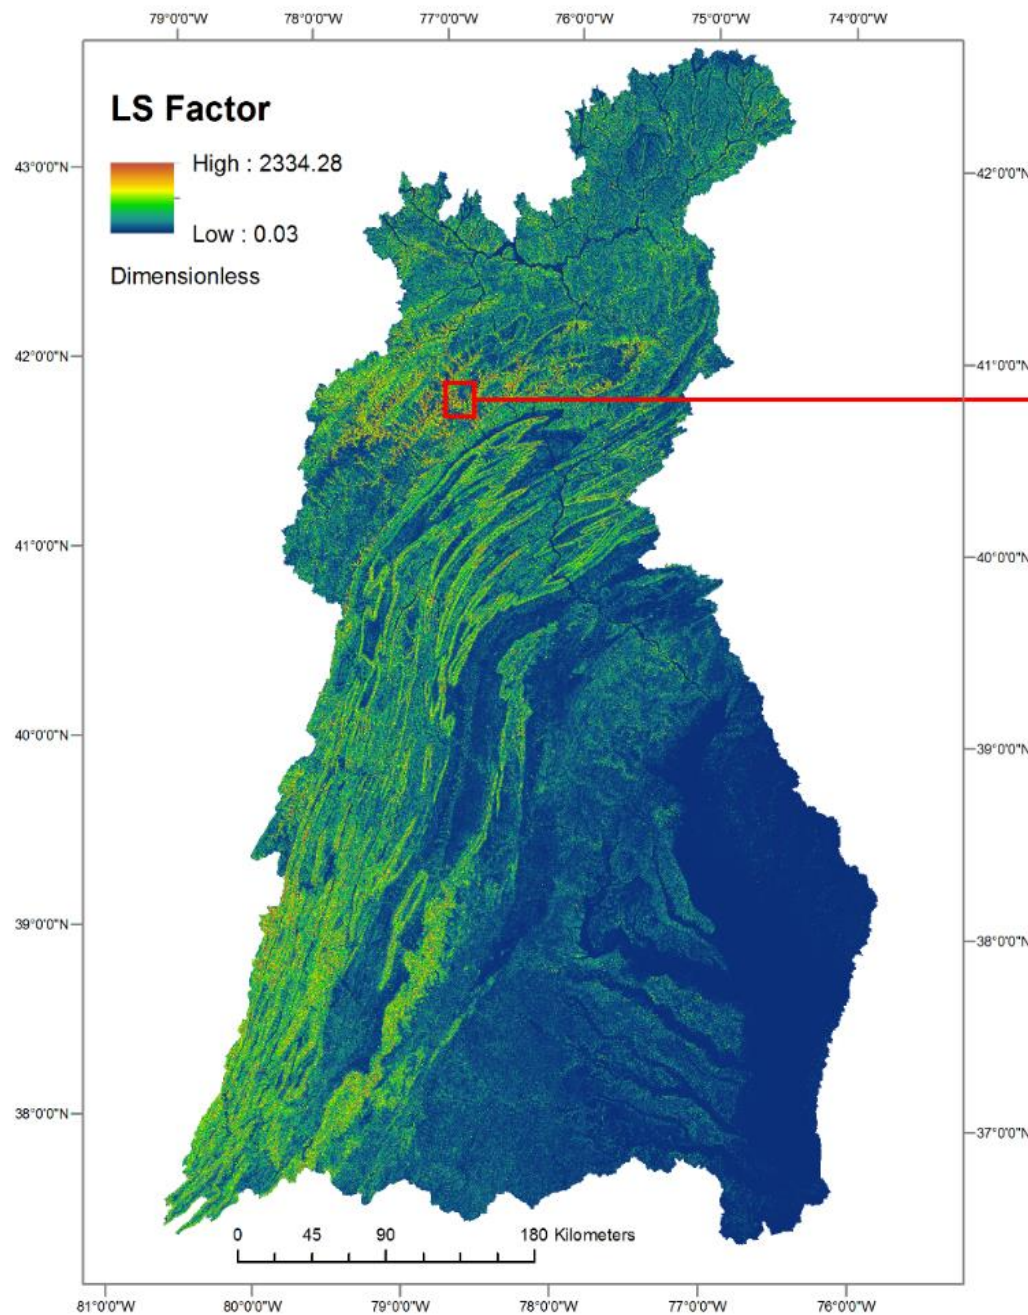 79°0'0"W 78°0'0"W 77°0'0"W 76°0'0"W 75°0'0"W 74°0'0"W
LS Factor
High : 2334.28
Low : 0.03
Dimensionless
43°0'0"N
42°0'0"N
42°0'0"N
41°0'0"N
41°0'0"N
40°0'0"N
40°0'0"N
39°0'0"N
39°0'0"N
38°0'0"N
38°0'0"N
37°0'0"N
0 45 90 180 Kilometers
81°0'0"W 80°0'0"W 79°0'0"W 78°0'0"W 77°0'0"W 76°0'0"W